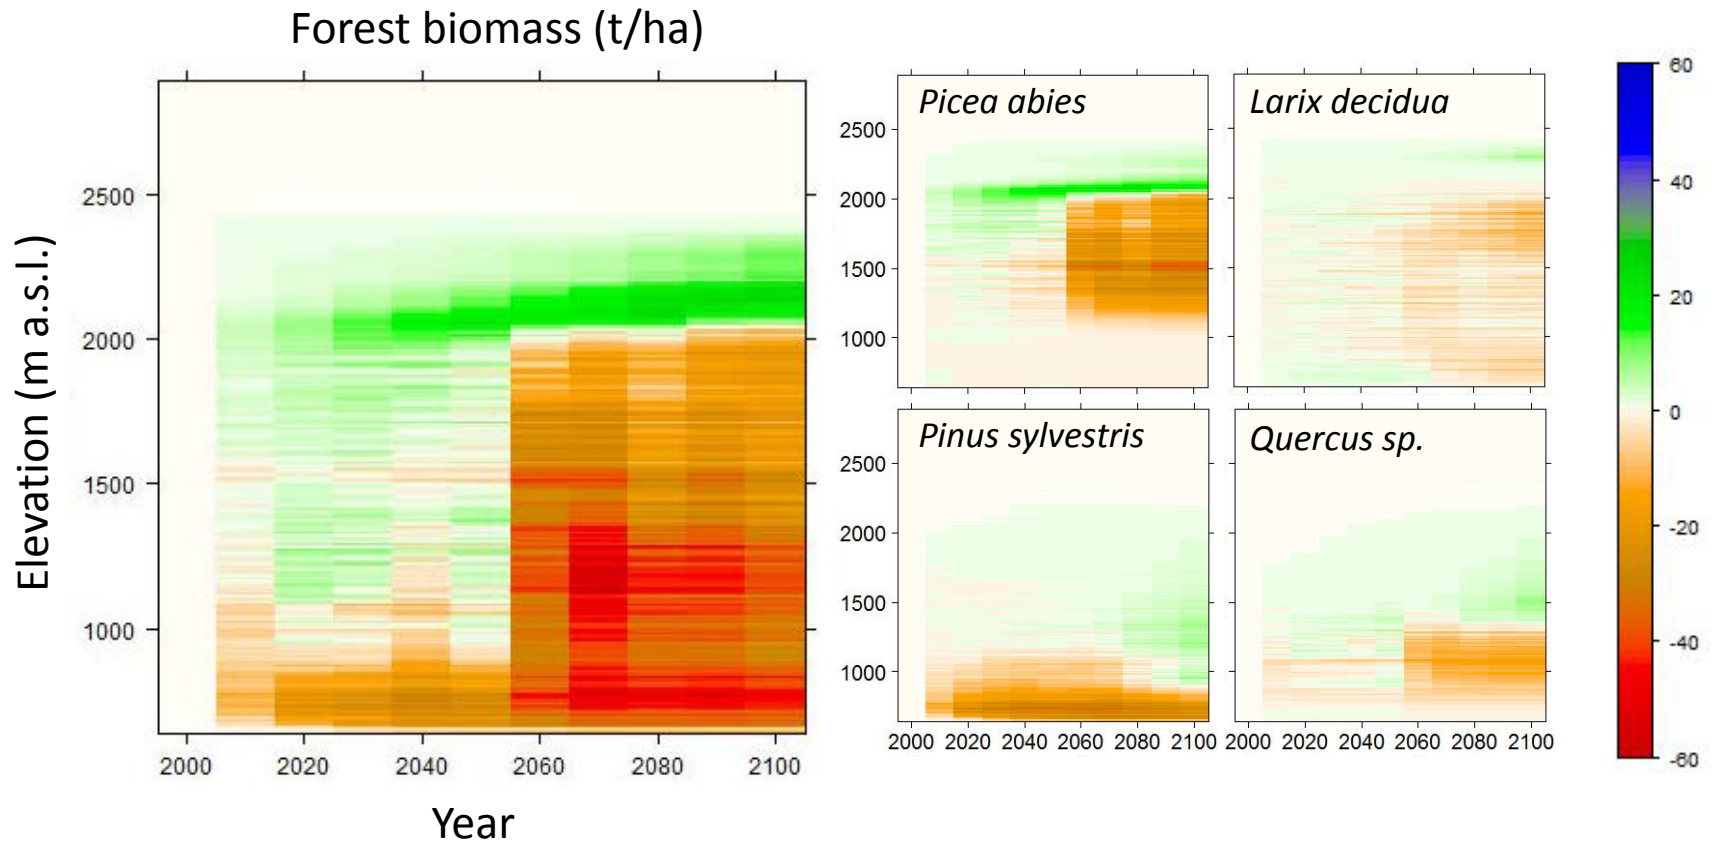 Forest biomass (t/ha)
Elevation (m a.s.l.)
2500
2000
1500
1000
2000 2020 2040 2060 2080 2100
Year
Picea abies
2500
2000
1500
1000
Larix decidua
Pinus sylvestris
2500
2000
1500
1000
2000 2020 2040 2060 2080 2100
Quercus sp.
2000 2020 2040 2060 2080 2100
60
40
20
0
-20
-40
-60